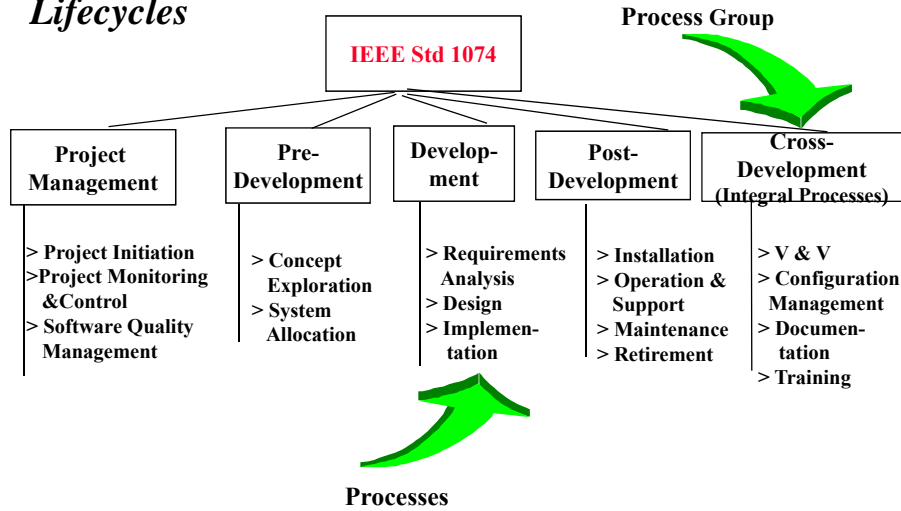 Lifecycles
Process Group
IEEE Std 1074
Project
Management
Pre-
Development
Develop-
ment
Post-
Development
Cross-
Development
(Integral Processes)
> Project Initiation
>Project Monitoring
&Control
> Software Quality
Management
> Concept
Exploration
> System
Allocation
> Requirements
Analysis
> Design
> Implemen-
tation
> Installation
> Operation &
Support
> Maintenance
> Retirement
> V & V
> Configuration
Management
> Documen-
tation
> Training
Processes